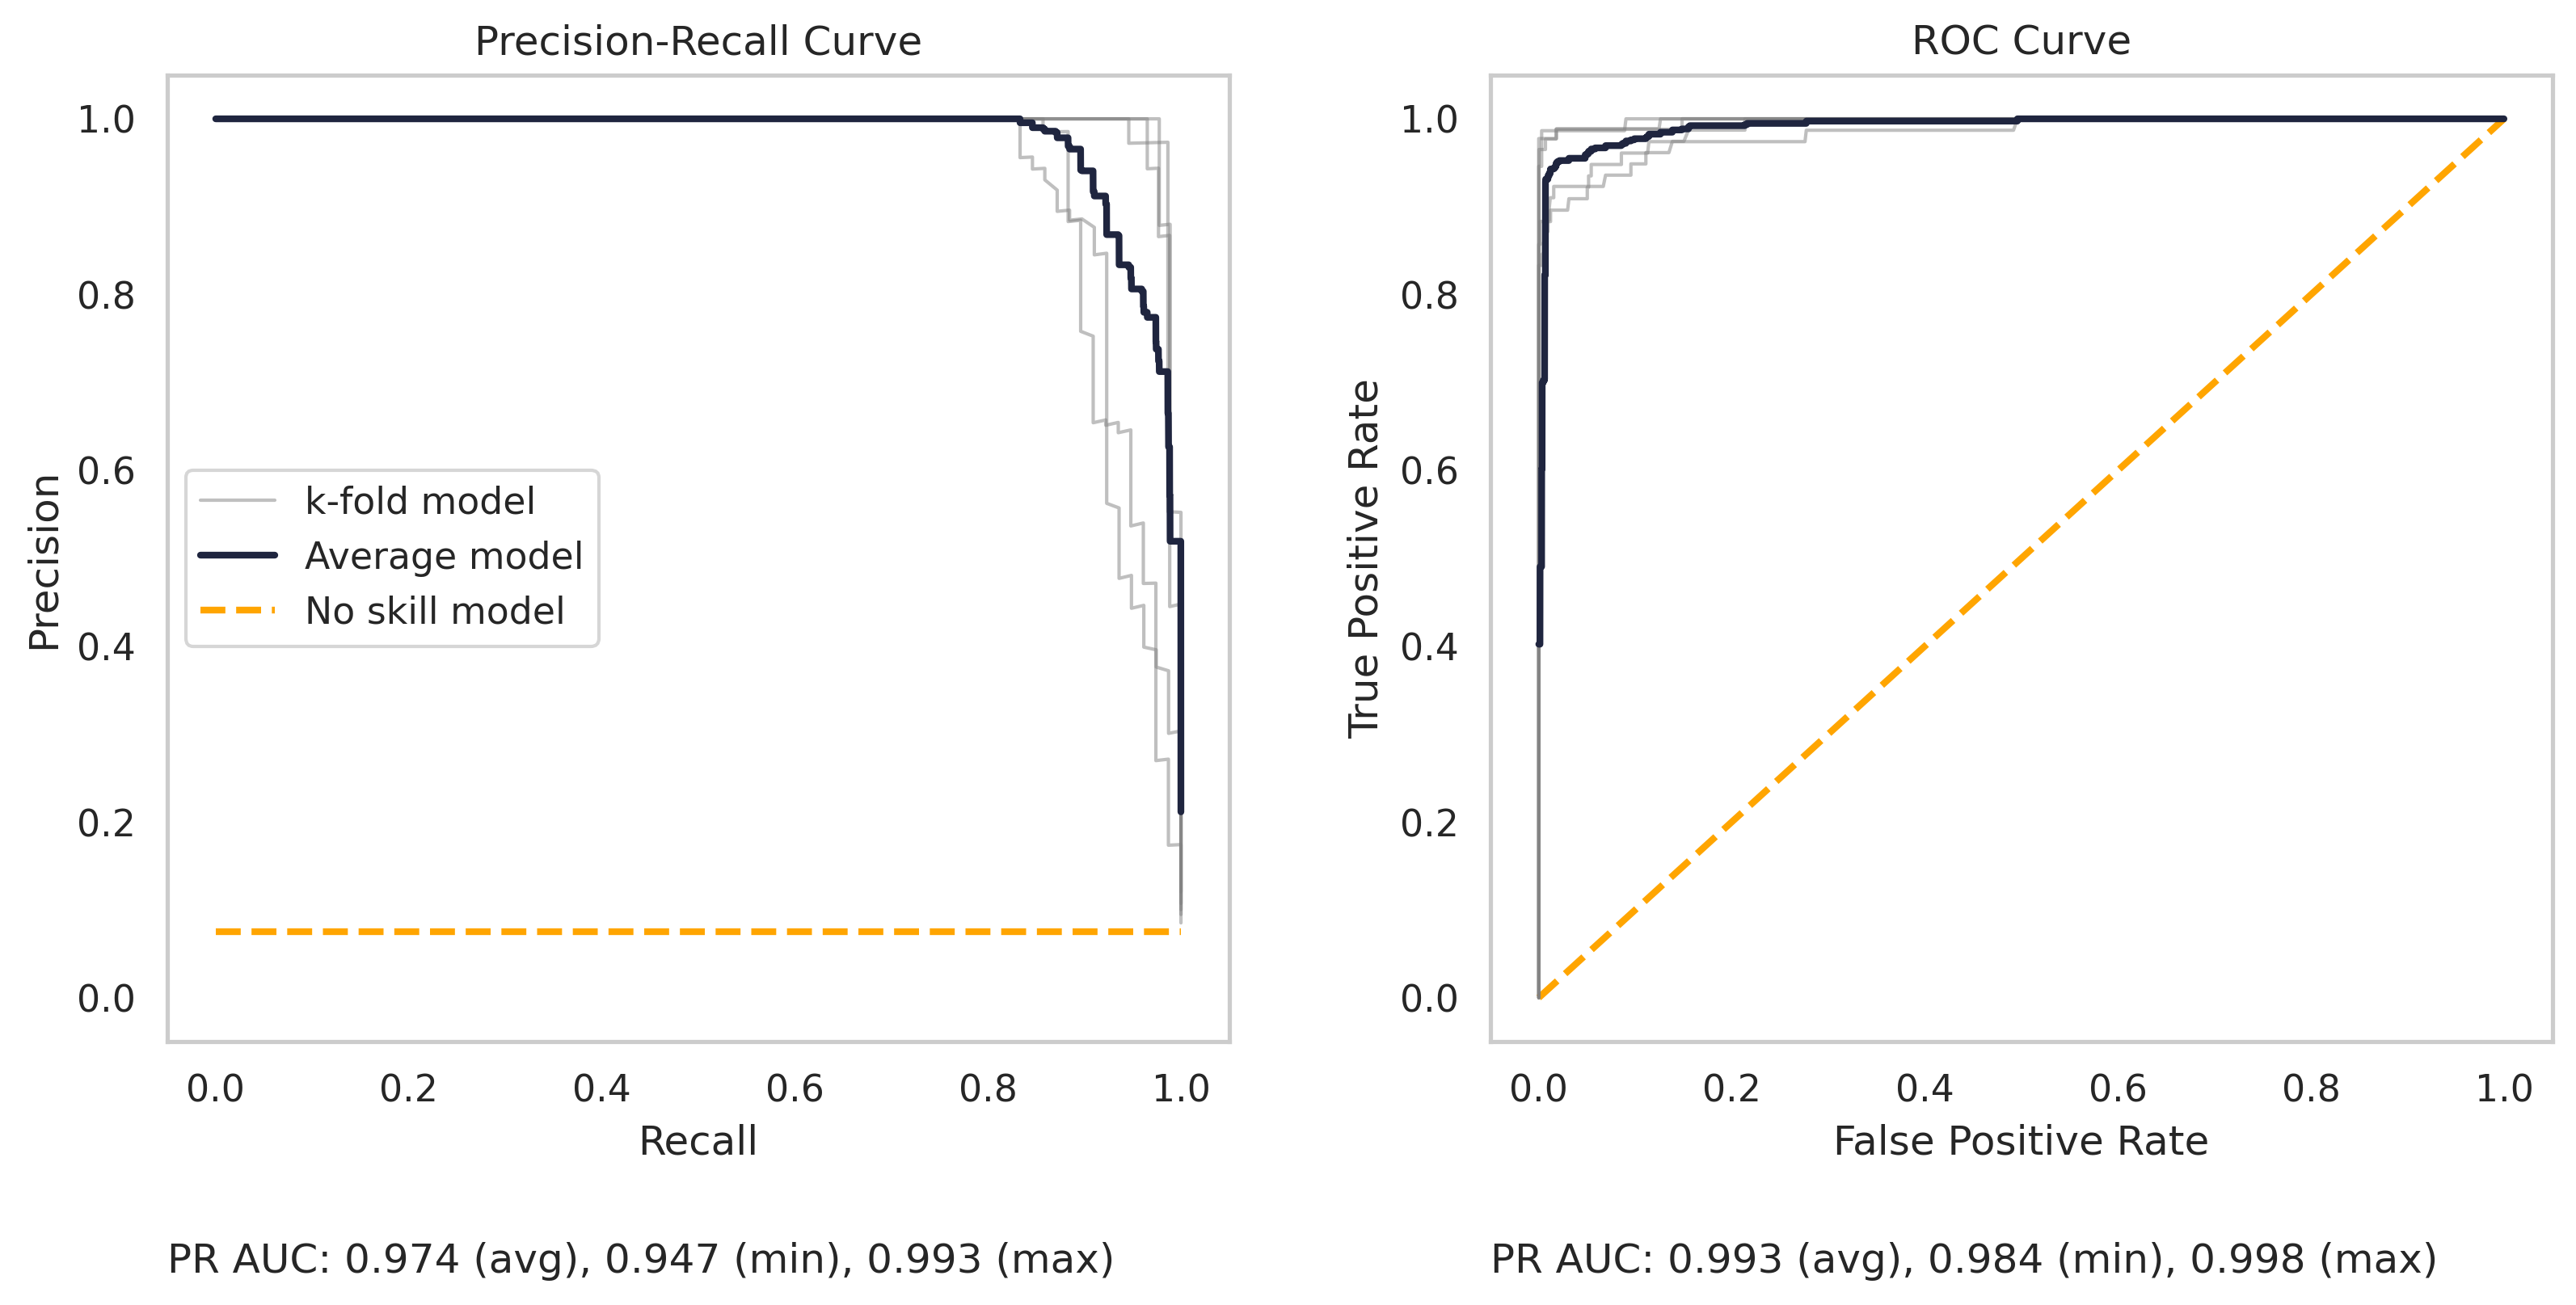 Precision-Recall Curve
1.0
0.8
0.6
0.4
0.2
0.0
Precision
k-fold model
Average model
No skill model
0.0 0.2 0.4 0.6 0.8 1.0
Recall
PR AUC: 0.974 (avg), 0.947 (min), 0.993 (max)
ROC Curve
1.0
0.8
0.6
0.4
0.2
0.0
True Positive Rate
0.0 0.2 0.4 0.6 0.8 1.0
False Positive Rate
PR AUC: 0.993 (avg), 0.984 (min), 0.998 (max)